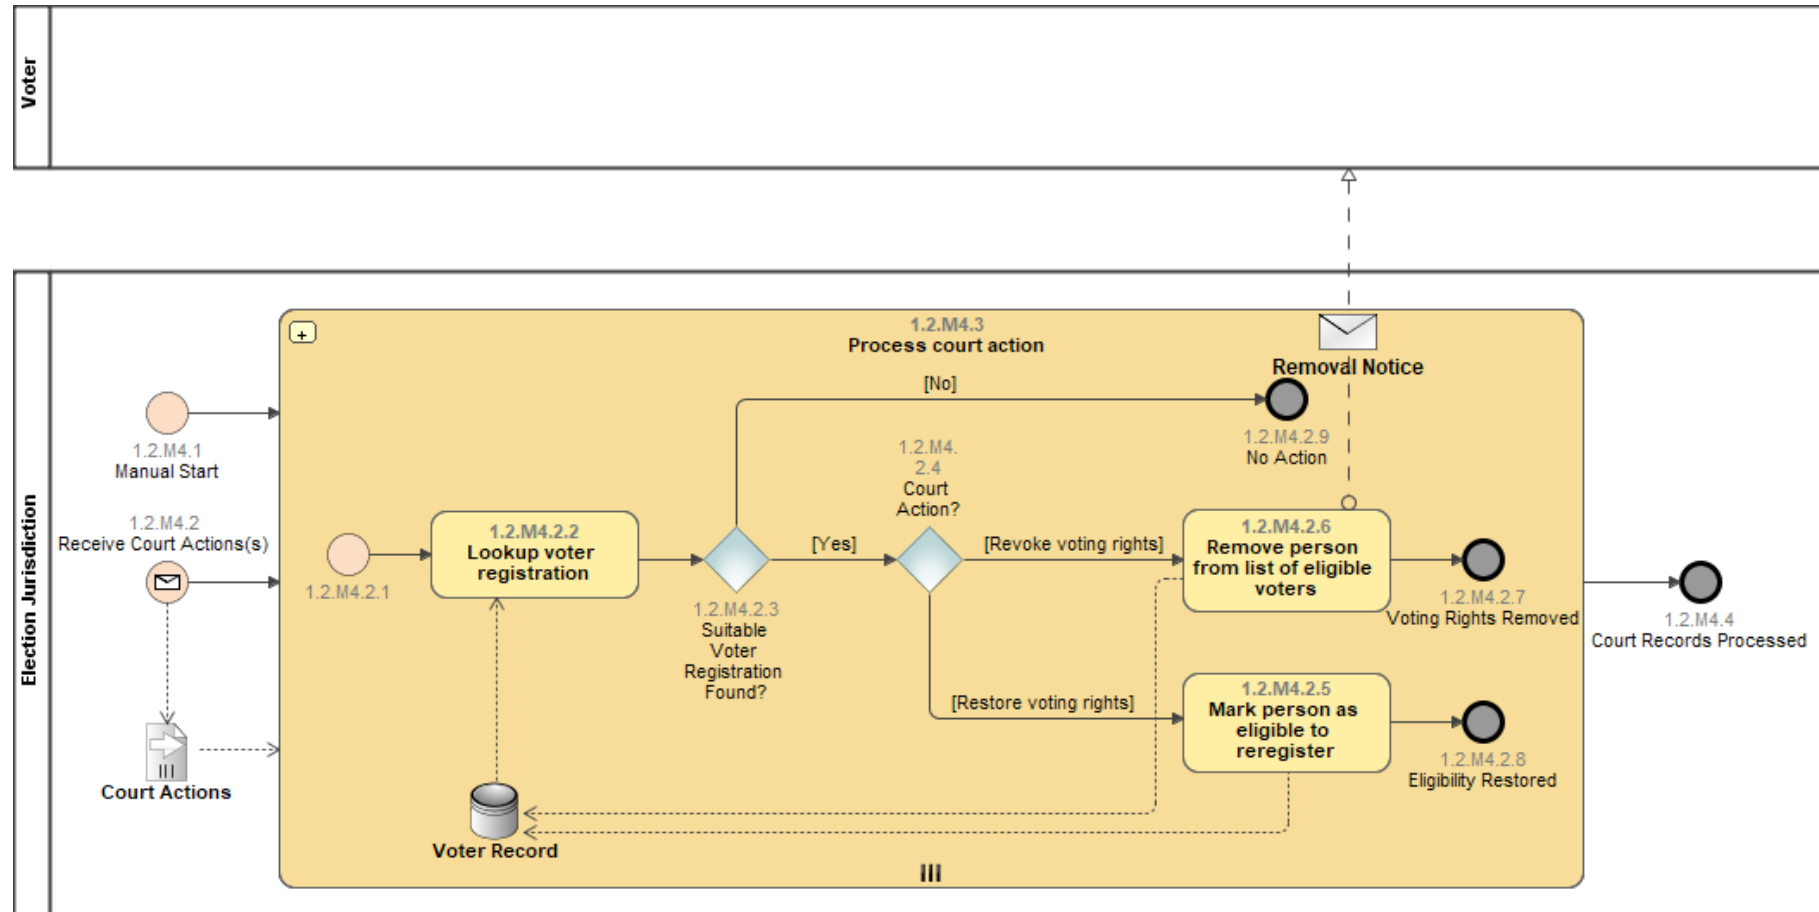 Voter
Election Jurisdiction
1.2.M4.3
Process court action
+
Removal Notice
[No]
1.2.M4.1
Manual Start
1.2.M4.2.9
No Action
1.2.M4.
2.4
Court
Action?
1.2.M4.2
Receive Court Actions(s)
1.2.M4.2.1
1.2.M4.2.2
Lookup voter
registration
[Yes]
[Revoke voting rights]
1.2.M4.2.6
Remove person
from list of eligible
voters
1.2.M4.2.7
Voting Rights Removed
1.2.M4.4
Court Records Processed
1.2.M4.2.3
Suitable
Voter
Registration
Found?
[Restore voting rights]
1.2.M4.2.5
Mark person as
eligible to
reregister
1.2.M4.2.8
Eligibility Restored
Court Actions
Voter Record